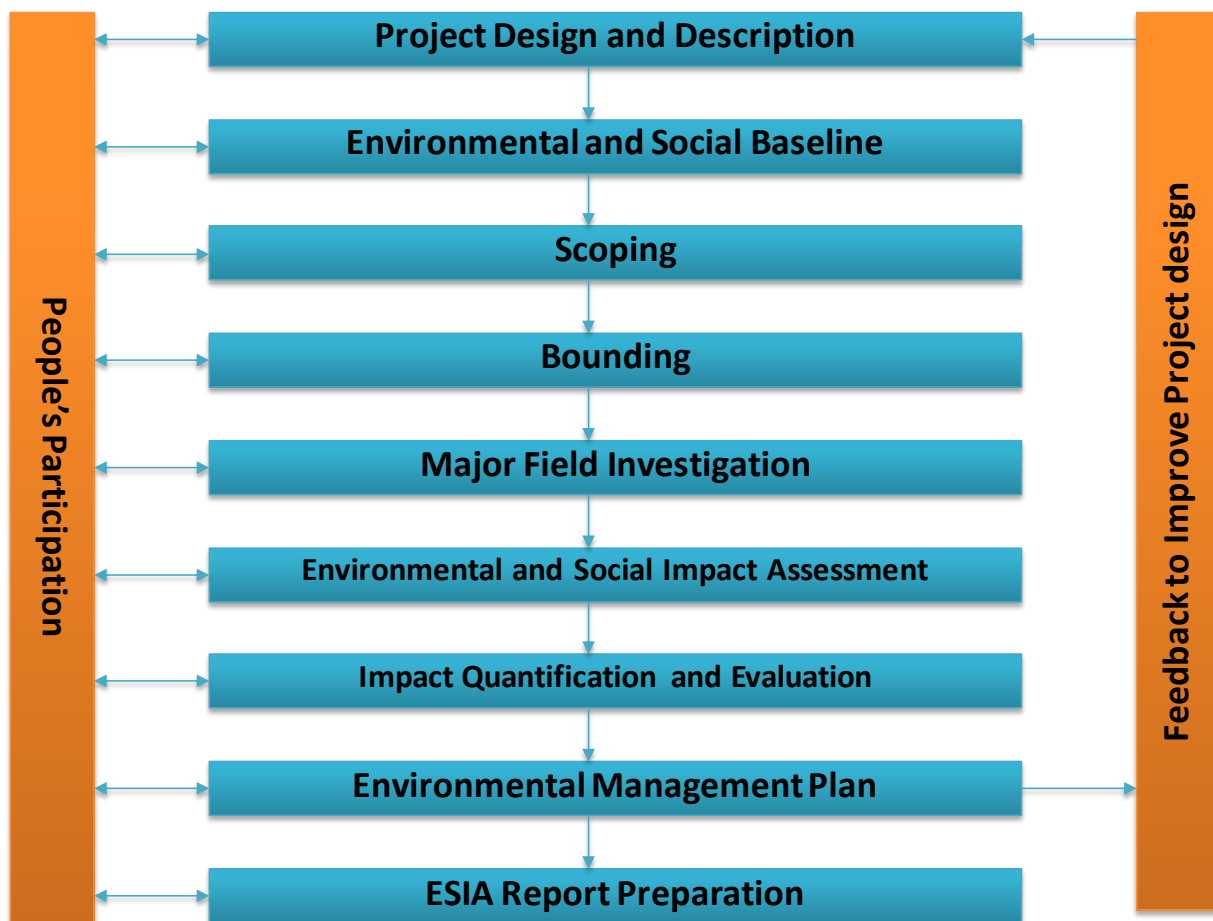 Project Design and Description
Environmental and Social Baseline
Scoping
Bounding
Major Field Investigation
Environmental and Social Impact Assessment
Impact Quantification and Evaluation
Environmental Management Plan
ESIA Report Preparation
People's Participation
Feedback to Improve Project design